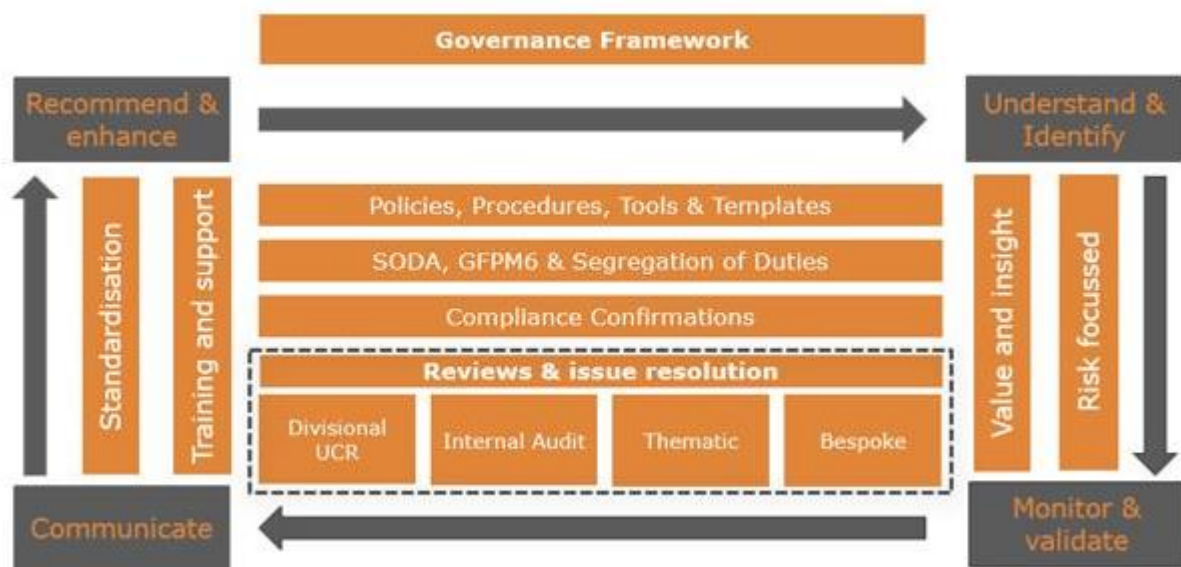 Governance Framework
Recommend &
enhance
Understand &
Identify
Standardisation
Training and support
Policies, Procedures, Tools & Templates
SODA, GFPM6 & Segregation of Duties
Compliance Confirmations
Reviews & issue resolution
Divisional
UCR
Internal Audit
Thematic
Bespoke
Value and insight
Risk focussed
Communicate
Monitor &
validate